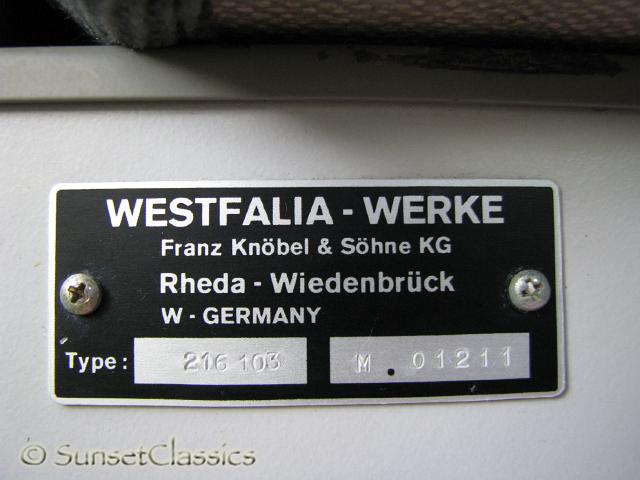 WESTFALIA - WERKE
Franz Knöbel & Söhne KG
Rheda - Wiedenbrück
W - GERMANY
Type: 216 103 M. 01211
© SunsetClassics